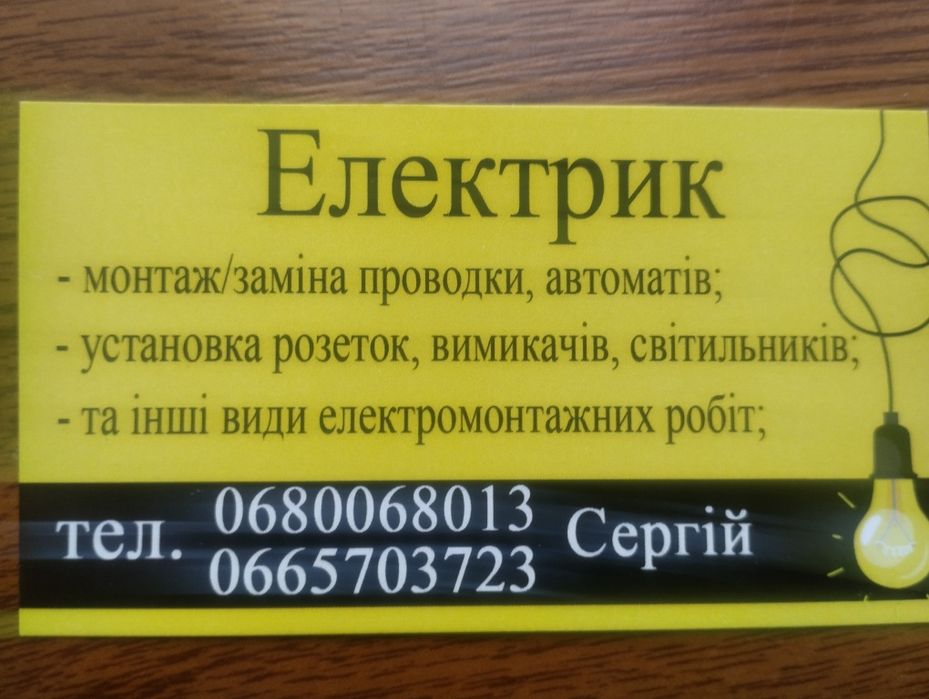 Електрик
- монтаж/заміна проводки, автоматів;
- установка розеток, вимикачів, світильників;
- та інші види електромонтажних робіт;
тел. 0680068013 Сергій
0665703723